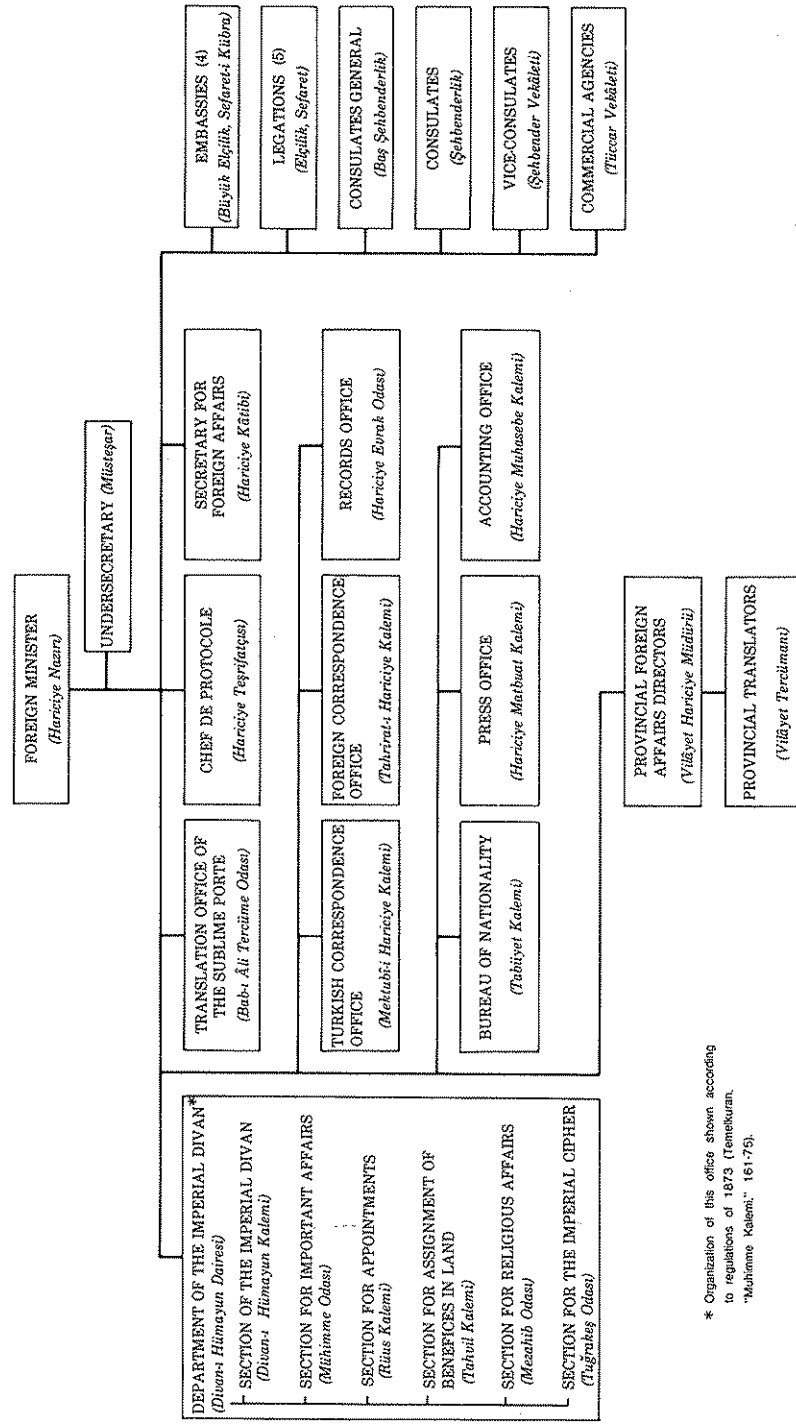 FOREIGN MINISTER
(Hariciye Nazırı)
UNDERSECRETARY (Müsteşar)
DEPARTMENT OF THE IMPERIAL DIVAN*
(Divan-ı Hümayun Dairesi)
SECTION OF THE IMPERIAL DIVAN
(Divan-ı Hümayun Kalemi)
SECTION FOR IMPORTANT AFFAIRS
(Mühimme Odası)
SECTION FOR APPOINTMENTS
(Rüus Kalemi)
SECTION FOR ASSIGNMENT OF
BENEFICES IN LAND
(Tahvil Kalemi)
SECTION FOR RELIGIOUS AFFAIRS
(Mezahib Odası)
SECTION FOR THE IMPERIAL CIPHER
(Tuğrakeş Odası)
TRANSLATION OFFICE OF
THE SUBLIME PORTE
(Bab-ı Âli Tercüme Odası)
CHEF DE PROTOCOLE
(Hariciye Teşrifatçısı)
SECRETARY FOR
FOREIGN AFFAIRS
(Hariciye Kâtibi)
TURKISH CORRESPONDENCE
OFFICE
(Mektubî-i Hariciye Kalemi)
FOREIGN CORRESPONDENCE
OFFICE
(Tahrirat-ı Hariciye Kalemi)
RECORDS OFFICE
(Hariciye Evrak Odası)
BUREAU OF NATIONALITY
(Tabiiyet Kalemi)
PRESS OFFICE
(Hariciye Matbuat Kalemi)
ACCOUNTING OFFICE
(Hariciye Muhasebe Kalemi)
PROVINCIAL FOREIGN
AFFAIRS DIRECTORS
(Vilâyet Hariciye Müdürü)
PROVINCIAL TRANSLATORS
(Vilâyet Tercümanı)
EMBASSIES (4)
(Büyük Elçilik, Sefaret-i Kübra)
LEGATIONS (5)
(Elçilik, Sefaret)
CONSULATES GENERAL
(Baş Şehbenderlik)
CONSULATES
(Şehbenderlik)
VICE-CONSULATES
(Şehbender Vekâleti)
COMMERCIAL AGENCIES
(Tüccar Vekâleti)
* Organization of this office shown according
to regulations of 1873 (Temelkuran,
"Muhimme Kalemi," 161-75).